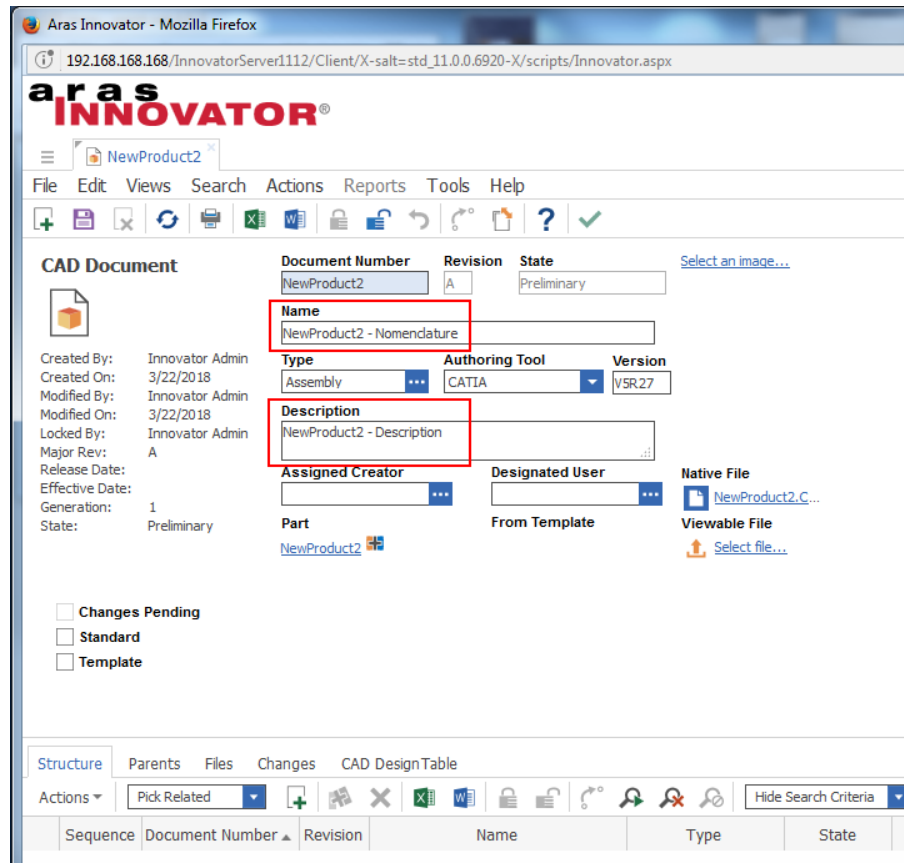 Aras Innovator - Mozilla Firefox
192.168.168.168/InnovatorServer1112/Client/X-salt=std_11.0.0.6920-X/scripts/Innovator.aspx
aras
INNOVATOR®
NewProduct2
File Edit Views Search Actions Reports Tools Help
CAD Document
Document Number Revision State Select an image...
NewProduct2 A Preliminary
Name
NewProduct2 - Nomenclature
Created By: Innovator Admin
Created On: 3/22/2018
Modified By: Innovator Admin
Modified On: 3/22/2018
Locked By: Innovator Admin
Major Rev: A
Release Date:
Effective Date:
Generation: 1
State: Preliminary
Type Authoring Tool Version
Assembly CATIA V5R27
Description
NewProduct2 - Description
Assigned Creator Designated User Native File
NewProduct2.C...
Part From Template Viewable File
NewProduct2 Select file...
Changes Pending
Standard
Template
Structure Parents Files Changes CAD DesignTable
Actions Pick Related Hide Search Criteria
Sequence Document Number Revision Name Type State